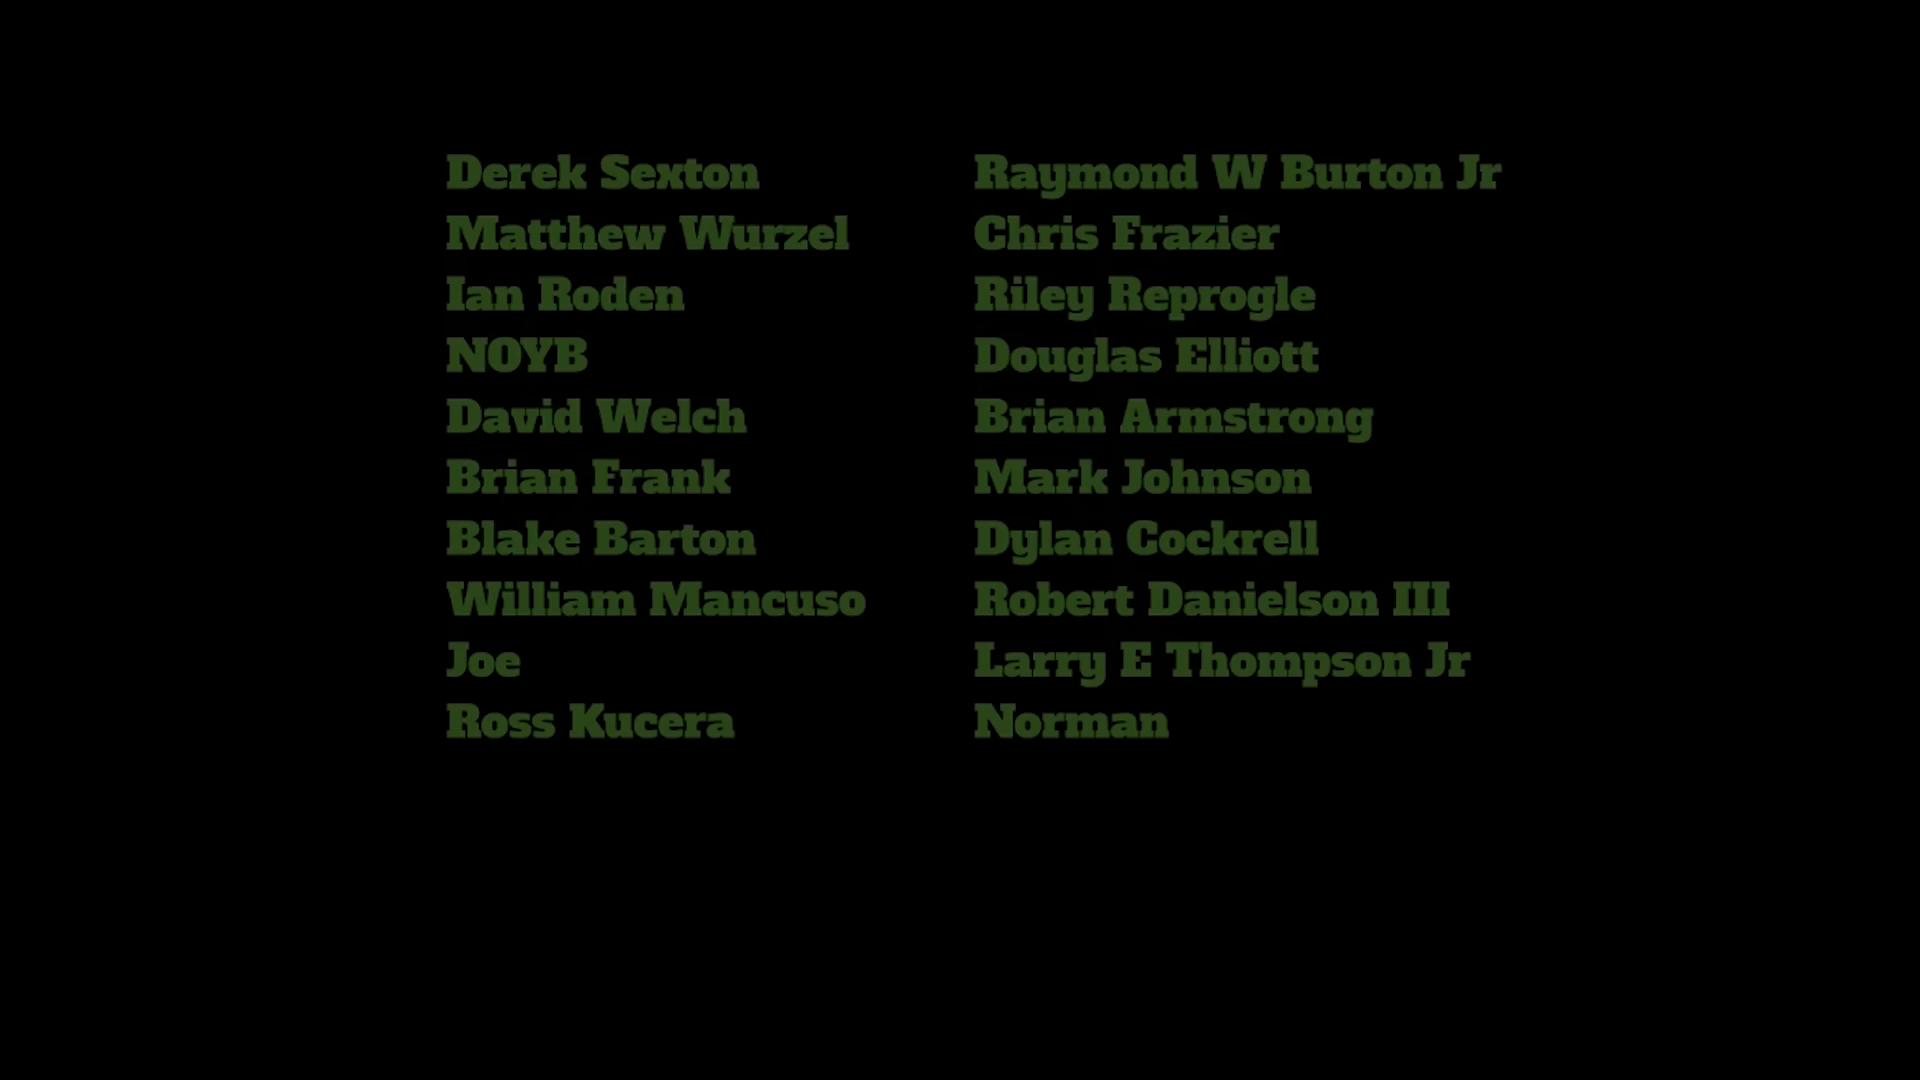 Derek Sexton
Matthew Wurzel
Ian Roden
NOYB
David Welch
Brian Frank
Blake Barton
William Mancuso
Joe
Ross Kucera
Raymond W Burton Jr
Chris Frazier
Riley Reprogle
Douglas Elliott
Brian Armstrong
Mark Johnson
Dylan Cockrell
Robert Danielson III
Larry E Thompson Jr
Norman